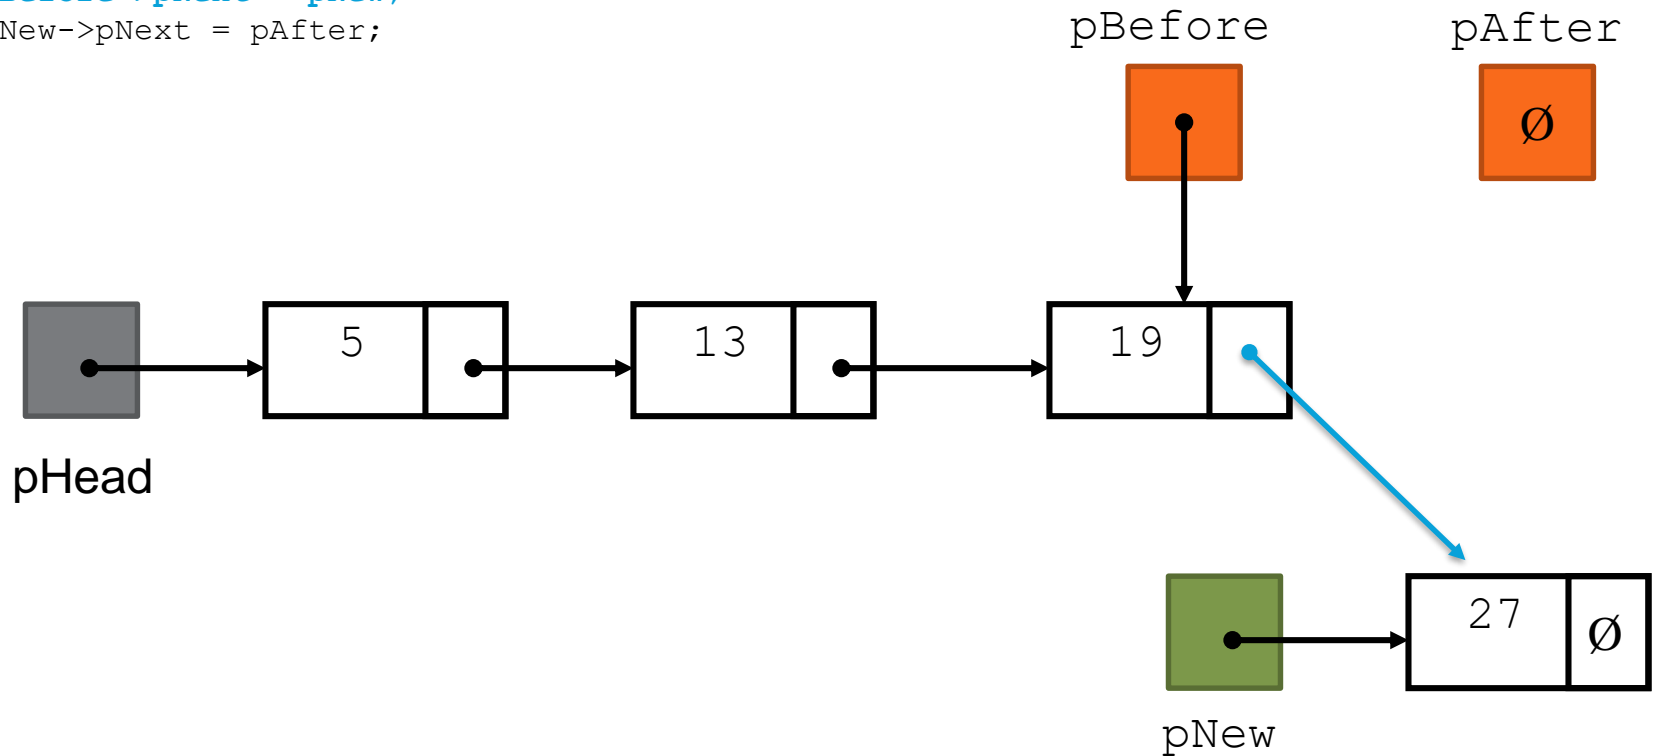 New->pNext = pAfter;
pBefore pAfter
Ø
5 13 19
pHead
27 Ø
pNew